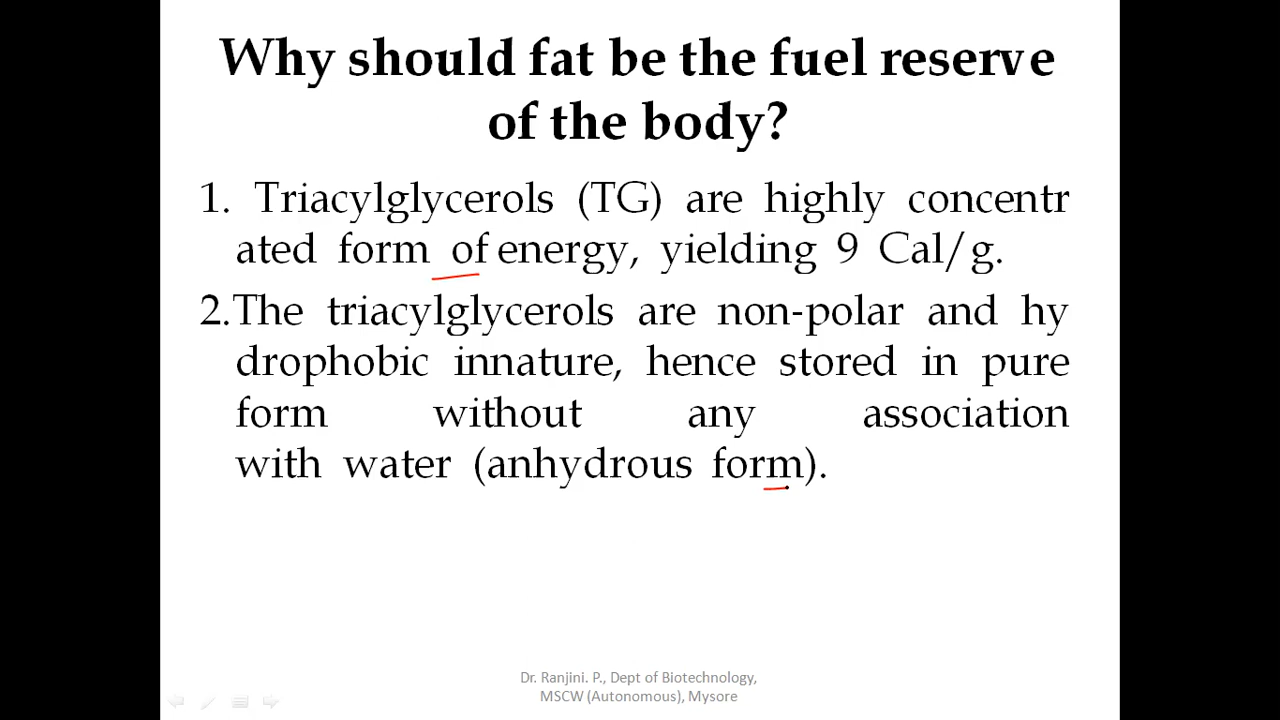 Why should fat be the fuel reserve
of the body?
1. Triacylglycerols (TG) are highly concentr
ated form of energy, yielding 9 Cal/g.
2.The triacylglycerols are non-polar and hy
drophobic innature, hence stored in pure
form without any association
with water (anhydrous form).
Dr. Ranjini. P., Dept of Biotechnology,
MSCW (Autonomous), Mysore